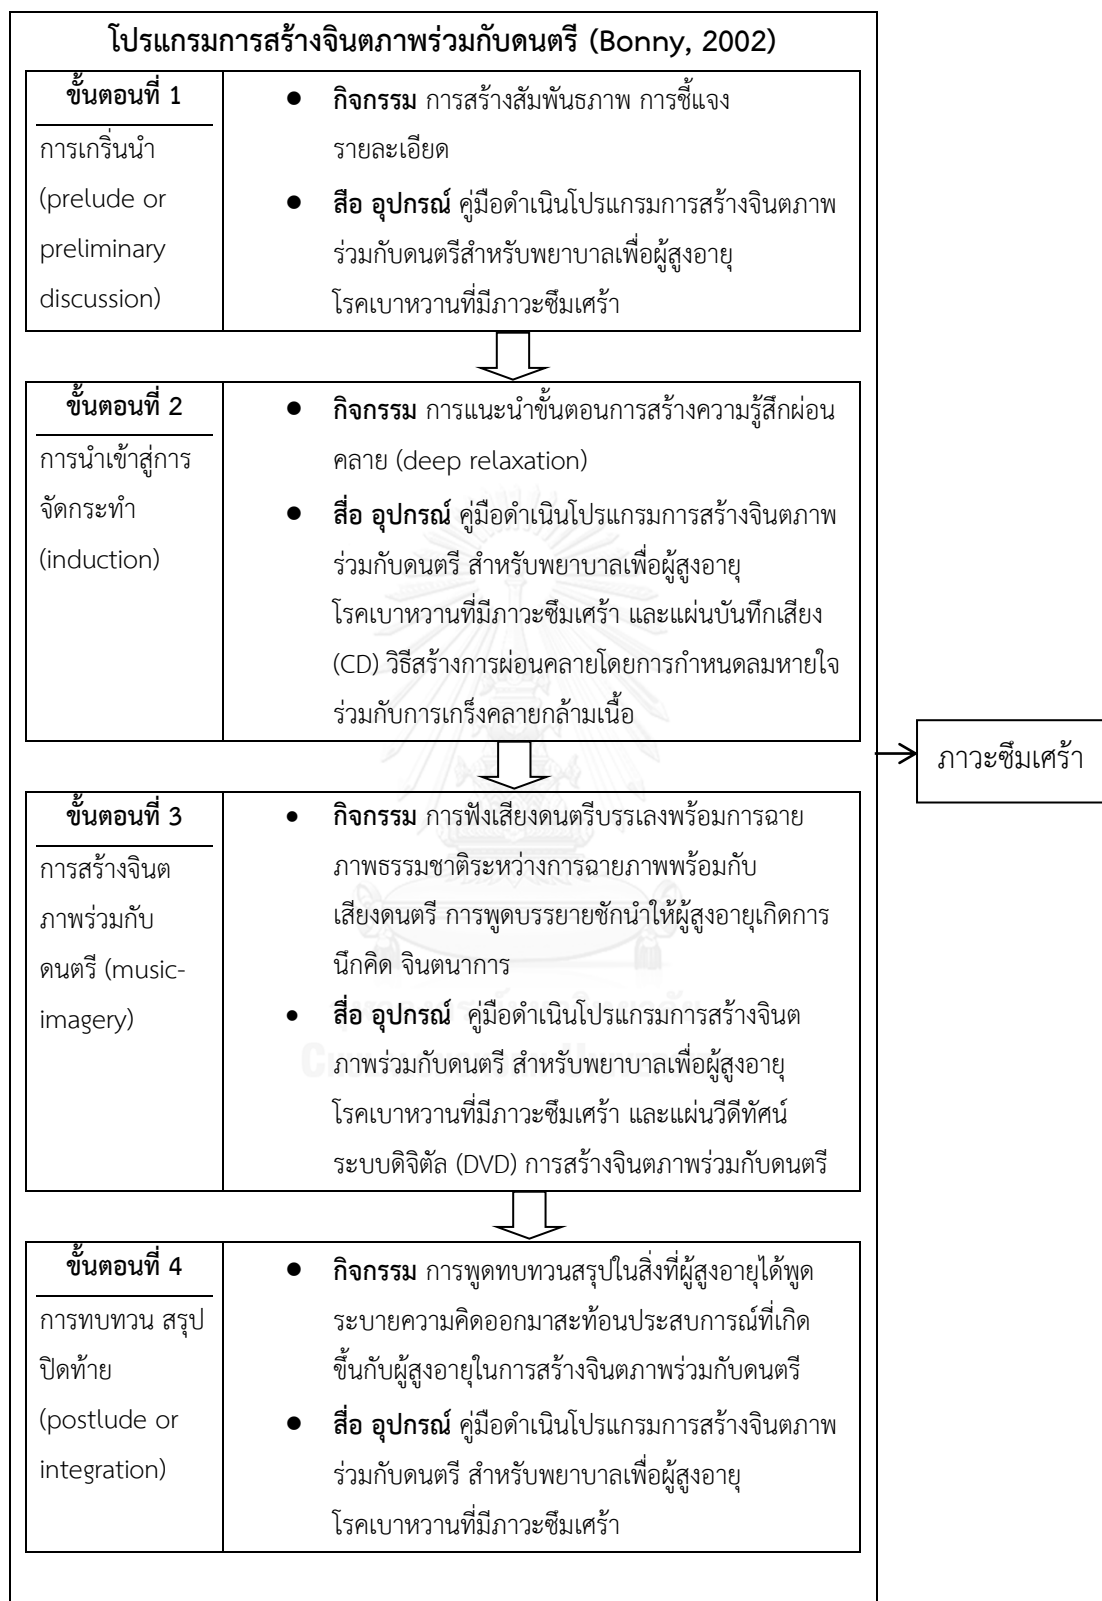 โปรแกรมการสร้างจินตภาพร่วมกับดนตรี (Bonny, 2002)
ขั้นตอนที่ 1
การเกริ่นนำ
(prelude or
preliminary
discussion)
● กิจกรรม การสร้างสัมพันธภาพ การชี้แจง
รายละเอียด
● สื่อ อุปกรณ์ คู่มือดำเนินโปรแกรมการสร้างจินตภาพ
ร่วมกับดนตรีสำหรับพยาบาลเพื่อผู้สูงอายุ
โรคเบาหวานที่มีภาวะซึมเศร้า
ขั้นตอนที่ 2
การนำเข้าสู่การ
จัดกระทำ
(induction)
● กิจกรรม การแนะนำขั้นตอนการสร้างความรู้สึกผ่อน
คลาย (deep relaxation)
● สื่อ อุปกรณ์ คู่มือดำเนินโปรแกรมการสร้างจินตภาพ
ร่วมกับดนตรี สำหรับพยาบาลเพื่อผู้สูงอายุ
โรคเบาหวานที่มีภาวะซึมเศร้า และแผ่นบันทึกเสียง
(CD) วิธีสร้างการผ่อนคลายโดยการกำหนดลมหายใจ
ร่วมกับการเกร็งคลายกล้ามเนื้อ
ภาวะซึมเศร้า
ขั้นตอนที่ 3
การสร้างจินต
ภาพร่วมกับ
ดนตรี (music-
imagery)
● กิจกรรม การฟังเสียงดนตรีบรรเลงพร้อมการฉาย
ภาพธรรมชาติระหว่างการฉายภาพพร้อมกับ
เสียงดนตรี การพูดบรรยายชักนำให้ผู้สูงอายุเกิดการ
นึกคิด จินตนาการ
● สื่อ อุปกรณ์ คู่มือดำเนินโปรแกรมการสร้างจินต
ภาพร่วมกับดนตรี สำหรับพยาบาลเพื่อผู้สูงอายุ
โรคเบาหวานที่มีภาวะซึมเศร้า และแผ่นวีดีทัศน์
ระบบดิจิตัล (DVD) การสร้างจินตภาพร่วมกับดนตรี
ขั้นตอนที่ 4
การทบทวน สรุป
ปิดท้าย
(postlude or
integration)
● กิจกรรม การพูดทบทวนสรุปในสิ่งที่ผู้สูงอายุได้พูด
ระบายความคิดออกมาสะท้อนประสบการณ์ที่เกิด
ขึ้นกับผู้สูงอายุในการสร้างจินตภาพร่วมกับดนตรี
● สื่อ อุปกรณ์ คู่มือดำเนินโปรแกรมการสร้างจินตภาพ
ร่วมกับดนตรี สำหรับพยาบาลเพื่อผู้สูงอายุ
โรคเบาหวานที่มีภาวะซึมเศร้า